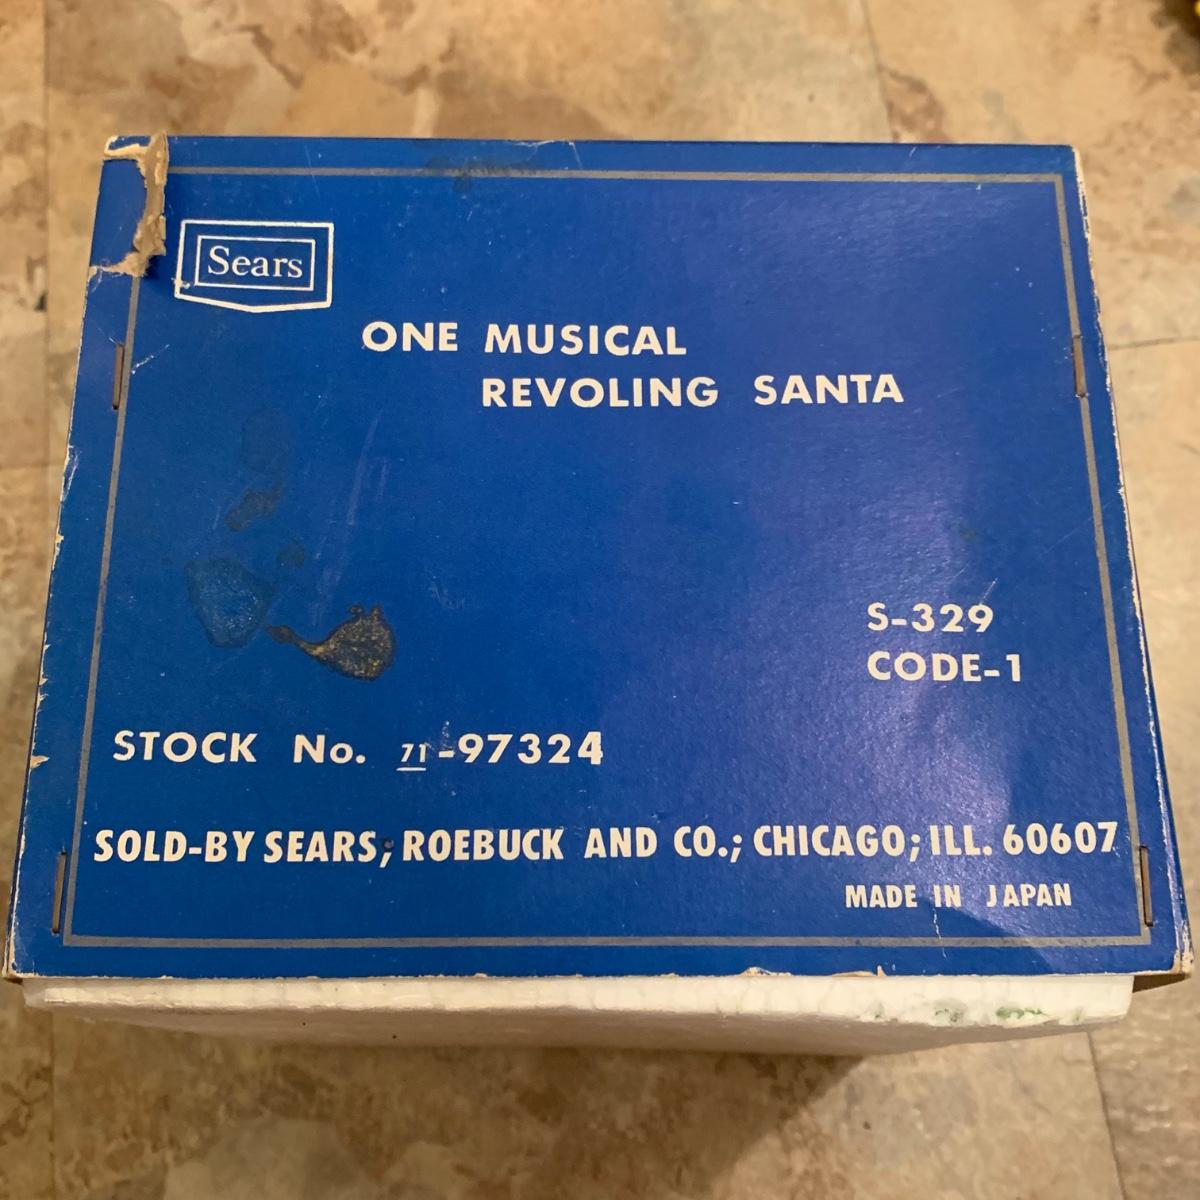 Sears
ONE MUSICAL
REVOLING SANTA
S-329
CODE-1
STOCK No. 71-97324
SOLD-BY SEARS, ROEBUCK AND CO.; CHICAGO; ILL. 60607
MADE IN JAPAN